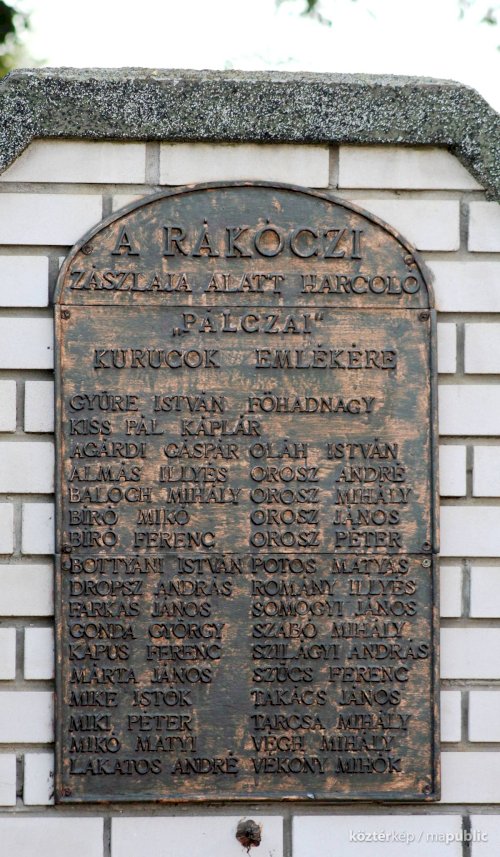 A RÁKÓCZI
ZÁSZLAJA ALATT HARCOLÓ
„PÁLCZAI"
KURUCOK EMLÉKÉRE
GYÜRE ISTVÁN FŐHADNAGY
KISS PÁL KÁPLÁR
AGÁRDI GÁSPÁR OLÁH ISTVÁN
ALMÁS ILLYÉS OROSZ ANDRÉ
BALOGH MIHÁLY OROSZ MIHÁLY
BÍRÓ MIKÓ OROSZ JÁNOS
BÍRÓ FERENC OROSZ PÉTER
BOTTYÁNI ISTVÁN POTOS MÁTYÁS
DROPSZ ANDRÁS ROMÁNY ILLYÉS
FARKAS JÁNOS SOMOGYI JÁNOS
GONDA GYÖRGY SZABÓ MIHÁLY
KAPUS FERENC SZILÁGYI ANDRÁS
MÁRTA JÁNOS SZÜCS FERENC
MIKE ISTÓK TAKÁCS JÁNOS
MIKL PÉTER TARCSA MIHÁLY
MIKÓ MATYI VÉGH MIHÁLY
LAKATOS ANDRÉ VÉKONY MIHÓK
köztérkép / mapublic